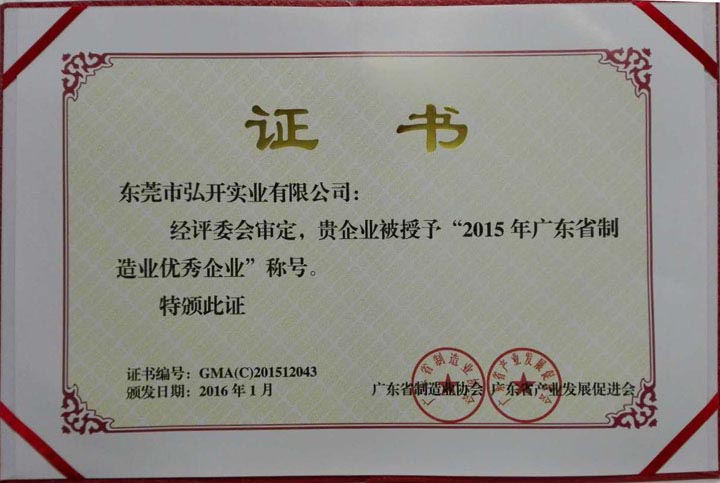 证书
东莞市弘开实业有限公司：
经评委会审定，贵企业被授予“2015年广东省制
造业优秀企业”称号。
特颁此证
证书编号：GMA(C)201512043
颁发日期：2016年1月
广东省制造业协会 广东省产业发展促进会